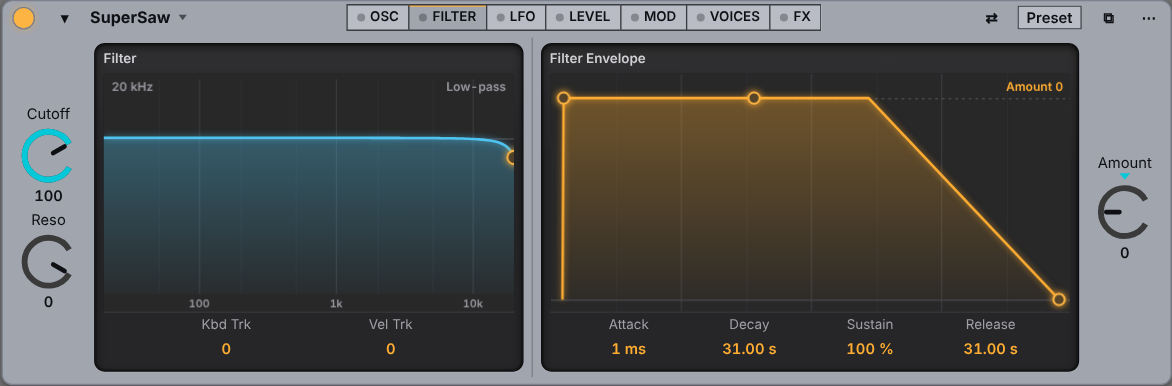 SuperSaw
OSC FILTER LFO LEVEL MOD VOICES FX
Preset
Filter
20 kHz
Low-pass
100 1k 10k
Kbd Trk Vel Trk
0 0
Cutoff
100
Reso
0
Filter Envelope
Amount 0
Attack Decay Sustain Release
1 ms 31.00 s 100 % 31.00 s
Amount
0